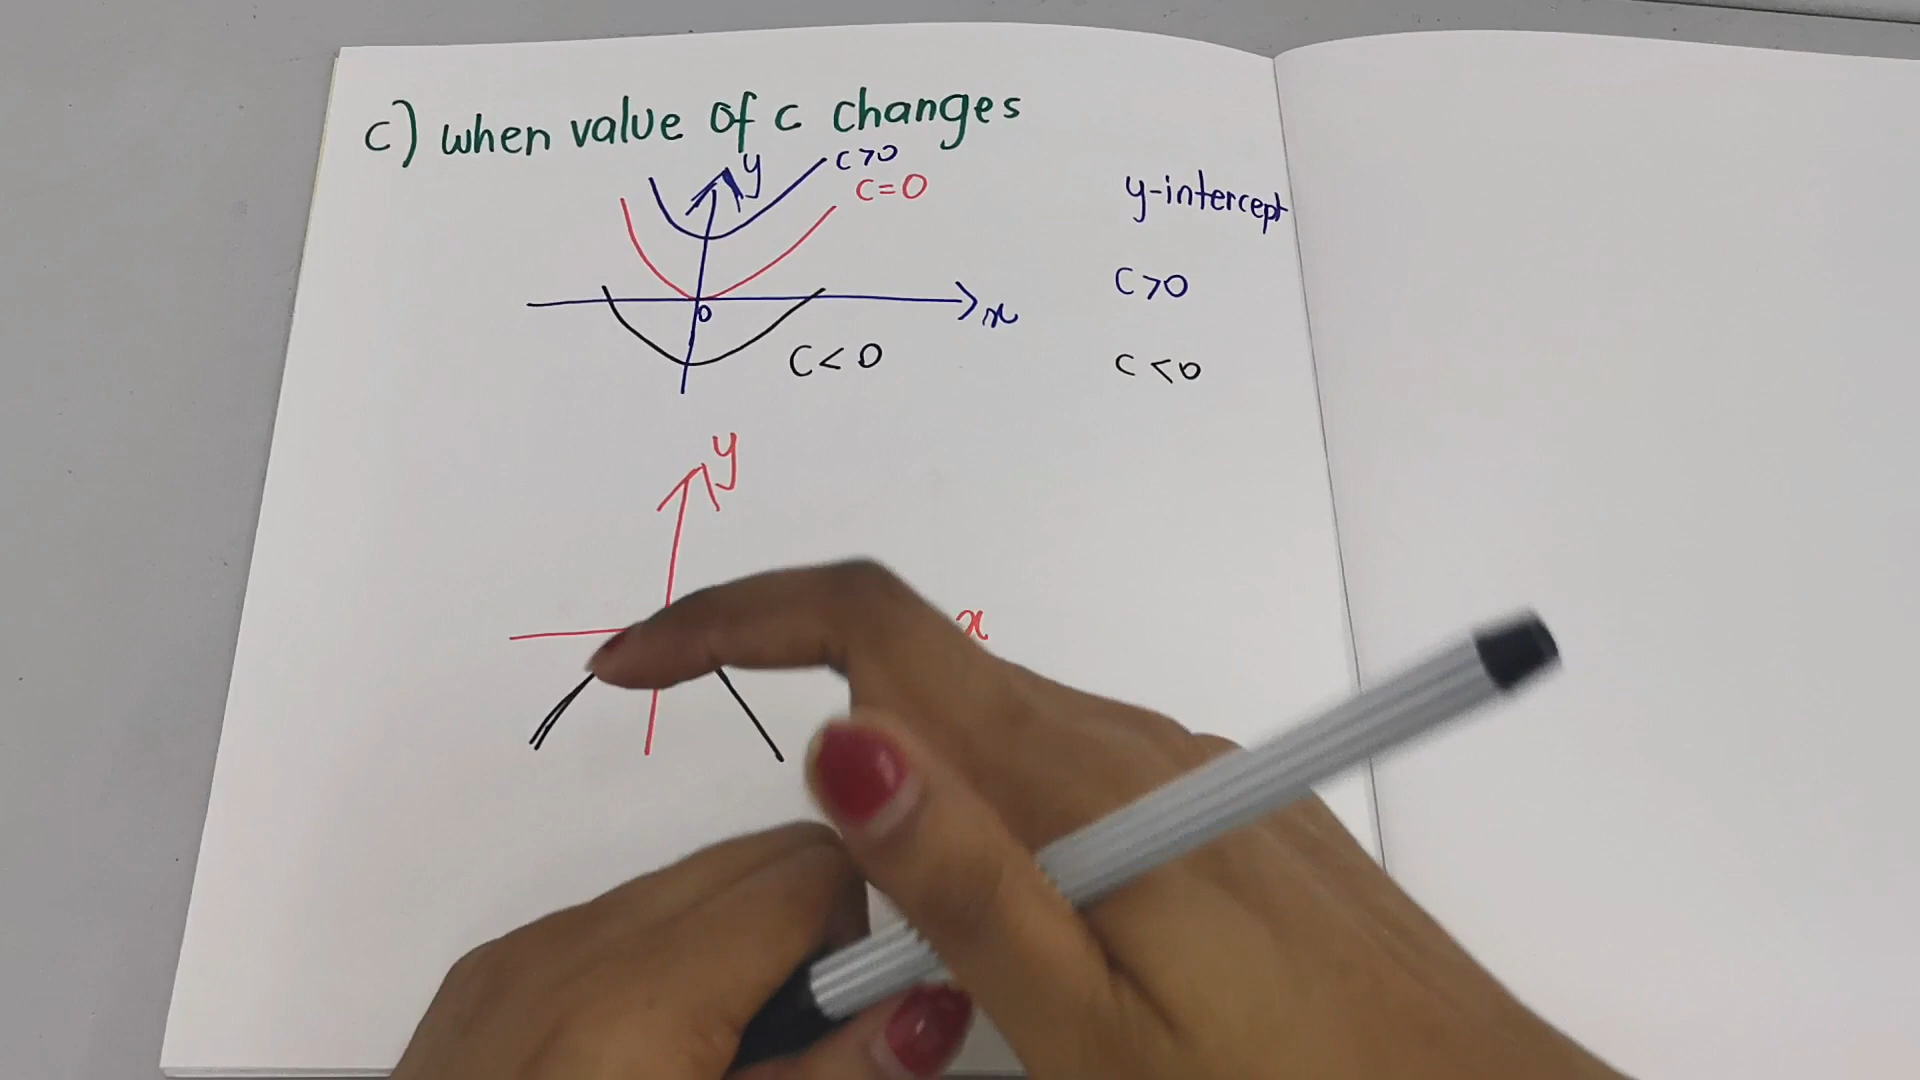 c) when value of c changes
y
c>0
c=0
y-intercept
c>0
0
x
c<0
c<0
y
x